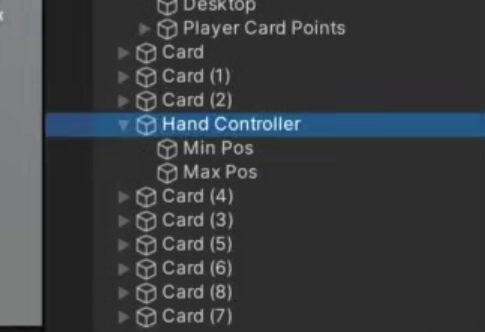 Desktop
Player Card Points
Card
Card (1)
Card (2)
Hand Controller
Min Pos
Max Pos
Card (4)
Card (3)
Card (5)
Card (6)
Card (8)
Card (7)